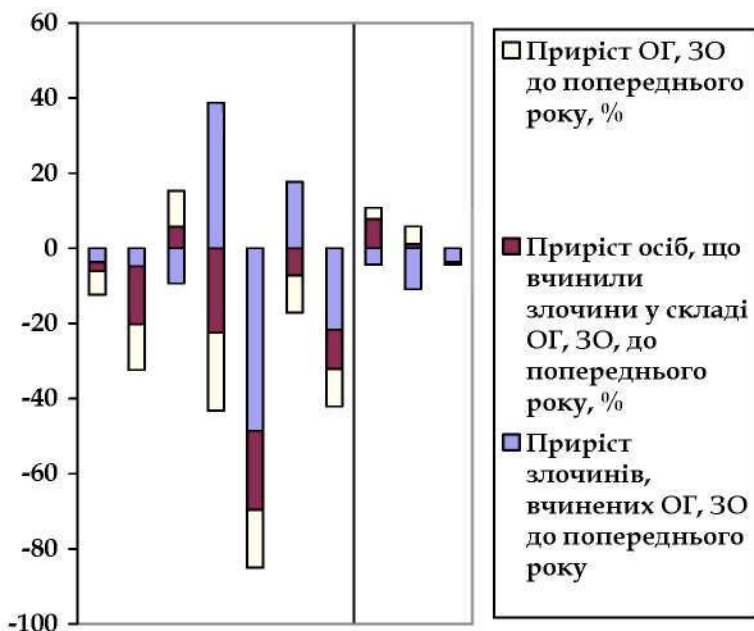 60
40
20
0
-20
-40
-60
-80
-100
Приріст ОГ, ЗО
до попереднього
року, %
Приріст осіб, що
вчинили
злочини у складі
ОГ, ЗО, до
попереднього
року, %
Приріст
злочинів,
вчинених ОГ, ЗО
до попереднього
року